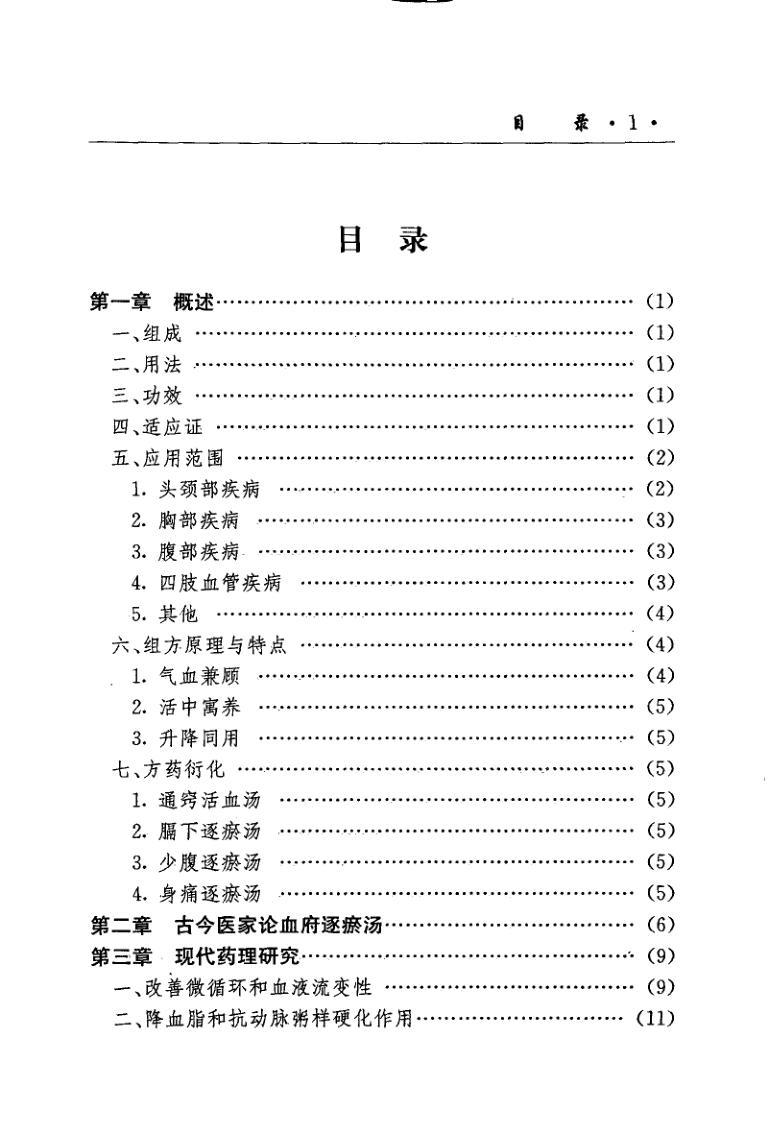 目 录 · 1 ·
目 录
第一章 概述…………………………………………………… (1)
一、组成 ……………………………………………………… (1)
二、用法 ……………………………………………………… (1)
三、功效 ……………………………………………………… (1)
四、适应证 …………………………………………………… (1)
五、应用范围 ………………………………………………… (2)
1. 头颈部疾病 ……………………………………………… (2)
2. 胸部疾病 ………………………………………………… (3)
3. 腹部疾病 ………………………………………………… (3)
4. 四肢血管疾病 …………………………………………… (3)
5. 其他 ……………………………………………………… (4)
六、组方原理与特点 ………………………………………… (4)
1. 气血兼顾 ………………………………………………… (4)
2. 活中寓养 ………………………………………………… (5)
3. 升降同用 ………………………………………………… (5)
七、方药衍化 ………………………………………………… (5)
1. 通窍活血汤 ……………………………………………… (5)
2. 膈下逐瘀汤 ……………………………………………… (5)
3. 少腹逐瘀汤 ……………………………………………… (5)
4. 身痛逐瘀汤 ……………………………………………… (5)
第二章 古今医家论血府逐瘀汤……………………………… (6)
第三章 现代药理研究………………………………………… (9)
一、改善微循环和血液流变性 ……………………………… (9)
二、降血脂和抗动脉粥样硬化作用………………………… (11)